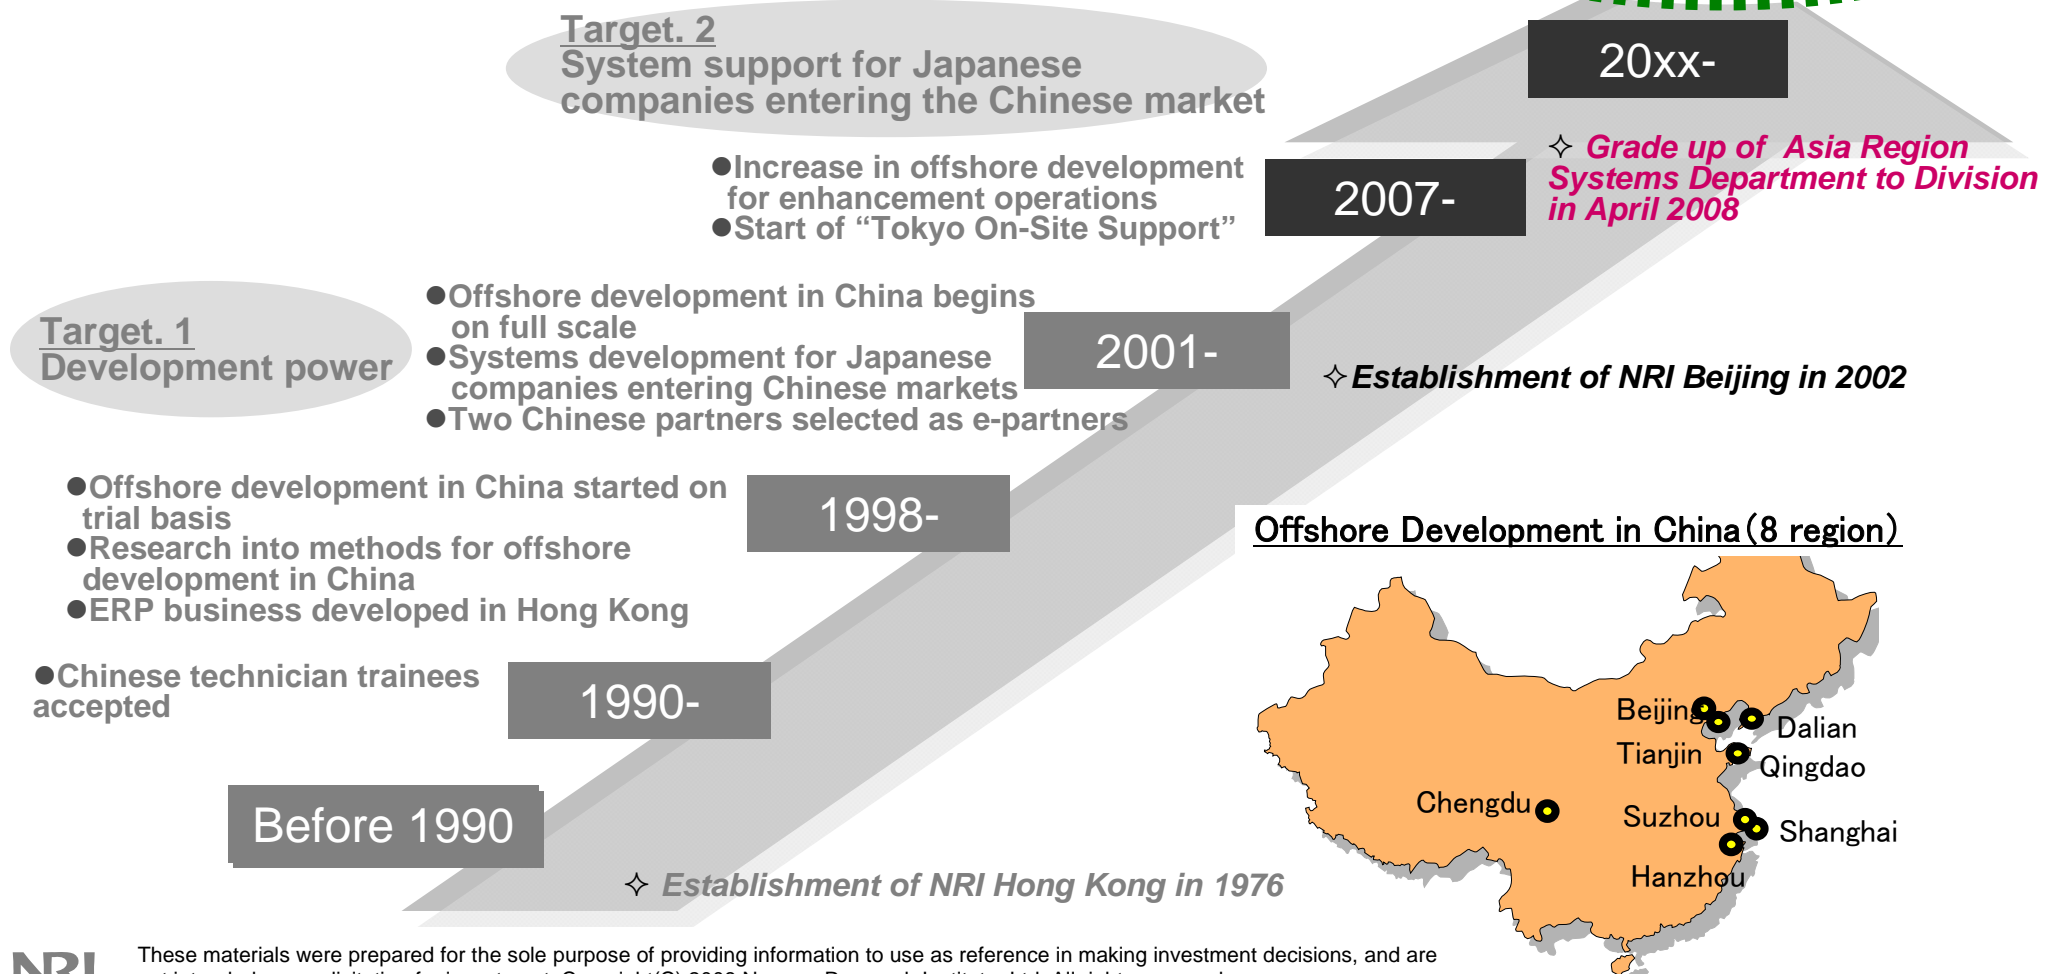 Target. 2
System support for Japanese
companies entering the Chinese market
20xx-
✧ Grade up of Asia Region
Systems Department to Division
in April 2008
●Increase in offshore development
for enhancement operations
●Start of “Tokyo On-Site Support”
2007-
Target. 1
Development power
●Offshore development in China begins
on full scale
●Systems development for Japanese
companies entering Chinese markets
●Two Chinese partners selected as e-partners
2001-
✧Establishment of NRI Beijing in 2002
●Offshore development in China started on
trial basis
●Research into methods for offshore
development in China
●ERP business developed in Hong Kong
1998-
●Chinese technician trainees
accepted
1990-
Before 1990
✧ Establishment of NRI Hong Kong in 1976
Offshore Development in China(8 region)
Beijing
Dalian
Tianjin
Qingdao
Chengdu
Suzhou
Shanghai
Hanzhou
NRI
These materials were prepared for the sole purpose of providing information to use as reference in making investment decisions, and are